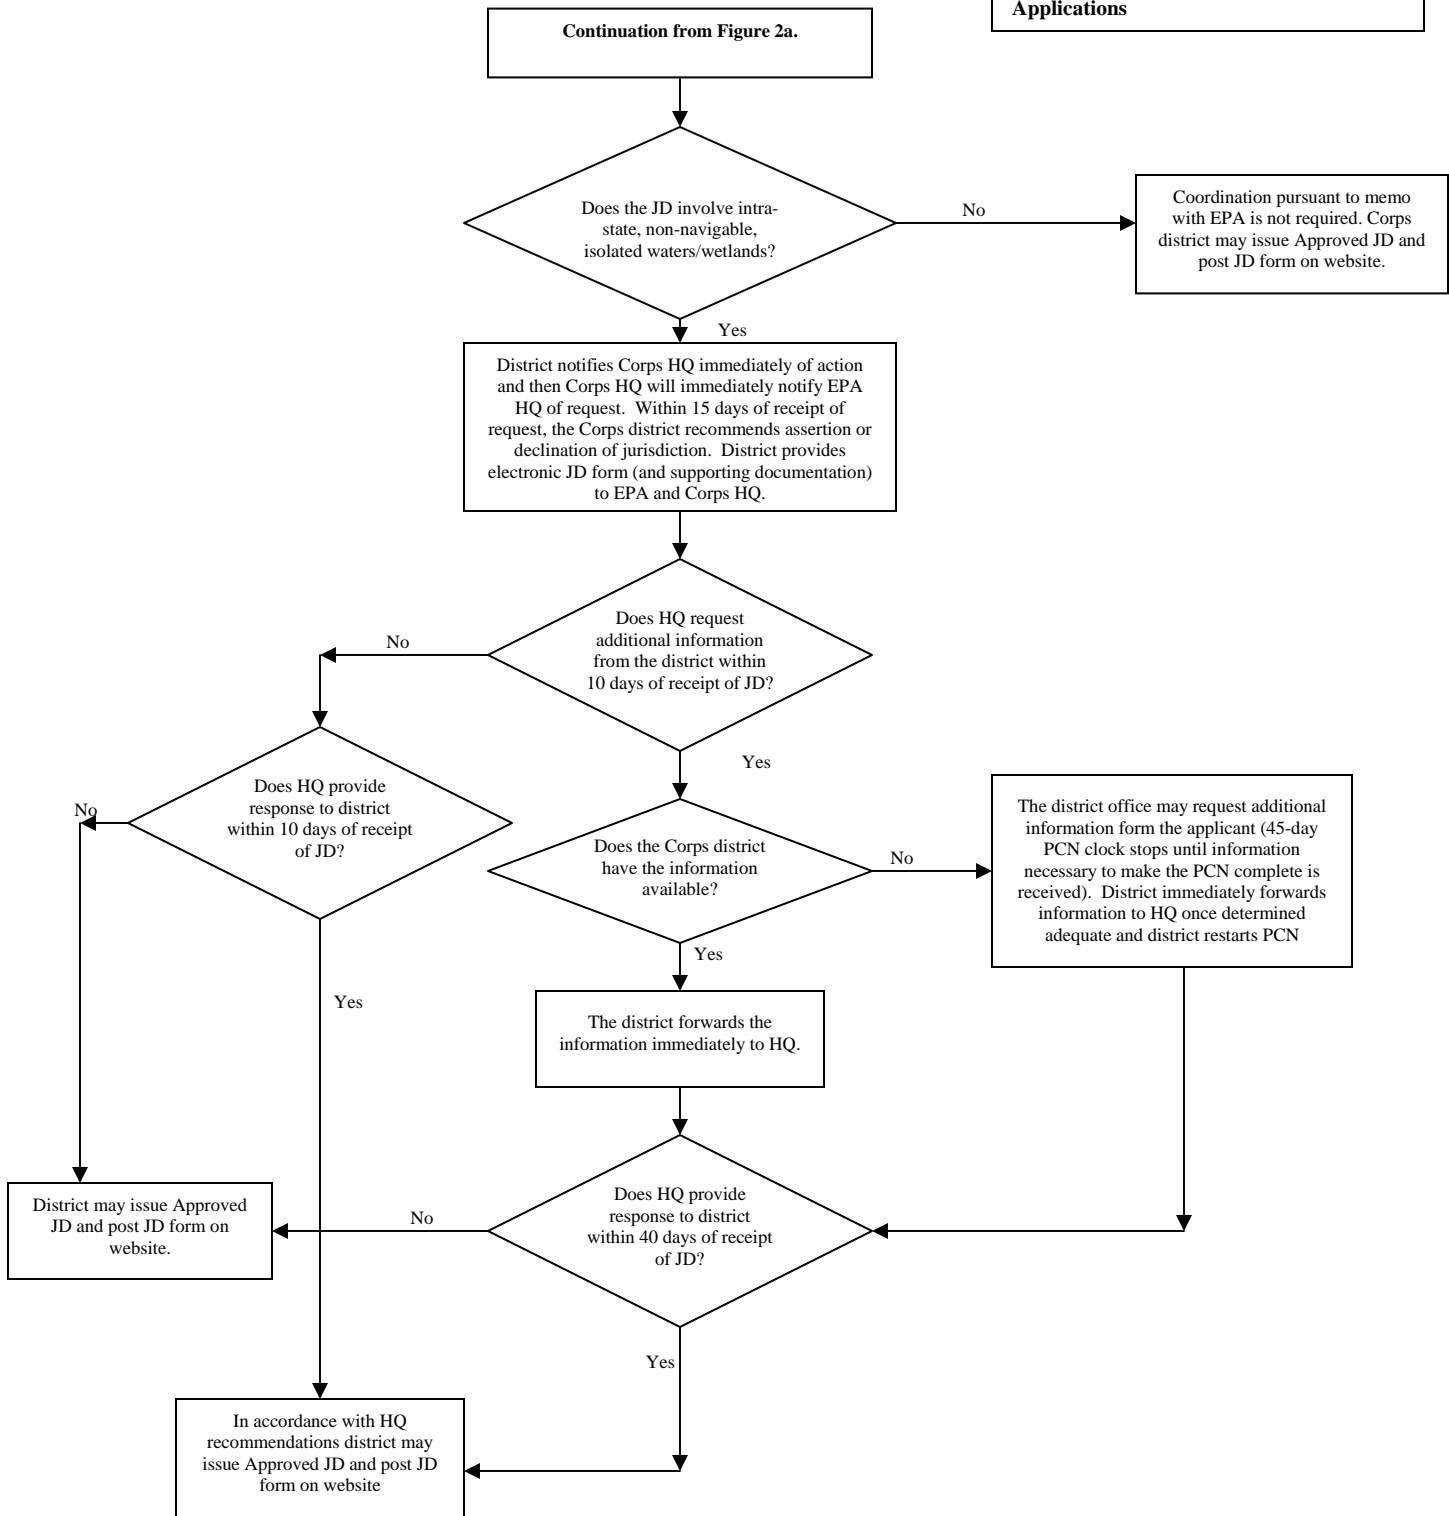 Applications
Continuation from Figure 2a.
Does the JD involve intra-
state, non-navigable,
isolated waters/wetlands?
No
Coordination pursuant to memo
with EPA is not required. Corps
district may issue Approved JD and
post JD form on website.
Yes
District notifies Corps HQ immediately of action
and then Corps HQ will immediately notify EPA
HQ of request.  Within 15 days of receipt of
request, the Corps district recommends assertion or
declination of jurisdiction.  District provides
electronic JD form (and supporting documentation)
to EPA and Corps HQ.
Does HQ request
additional information
from the district within
10 days of receipt of JD?
No
Yes
Does HQ provide
response to district
within 10 days of receipt
of JD?
No
Yes
Does the Corps district
have the information
available?
No
The district office may request additional
information form the applicant (45-day
PCN clock stops until information
necessary to make the PCN complete is
received).  District immediately forwards
information to HQ once determined
adequate and district restarts PCN
Yes
The district forwards the
information immediately to HQ.
Does HQ provide
response to district
within 40 days of receipt
of JD?
No
District may issue Approved
JD and post JD form on
website.
Yes
In accordance with HQ
recommendations district may
issue Approved JD and post JD
form on website